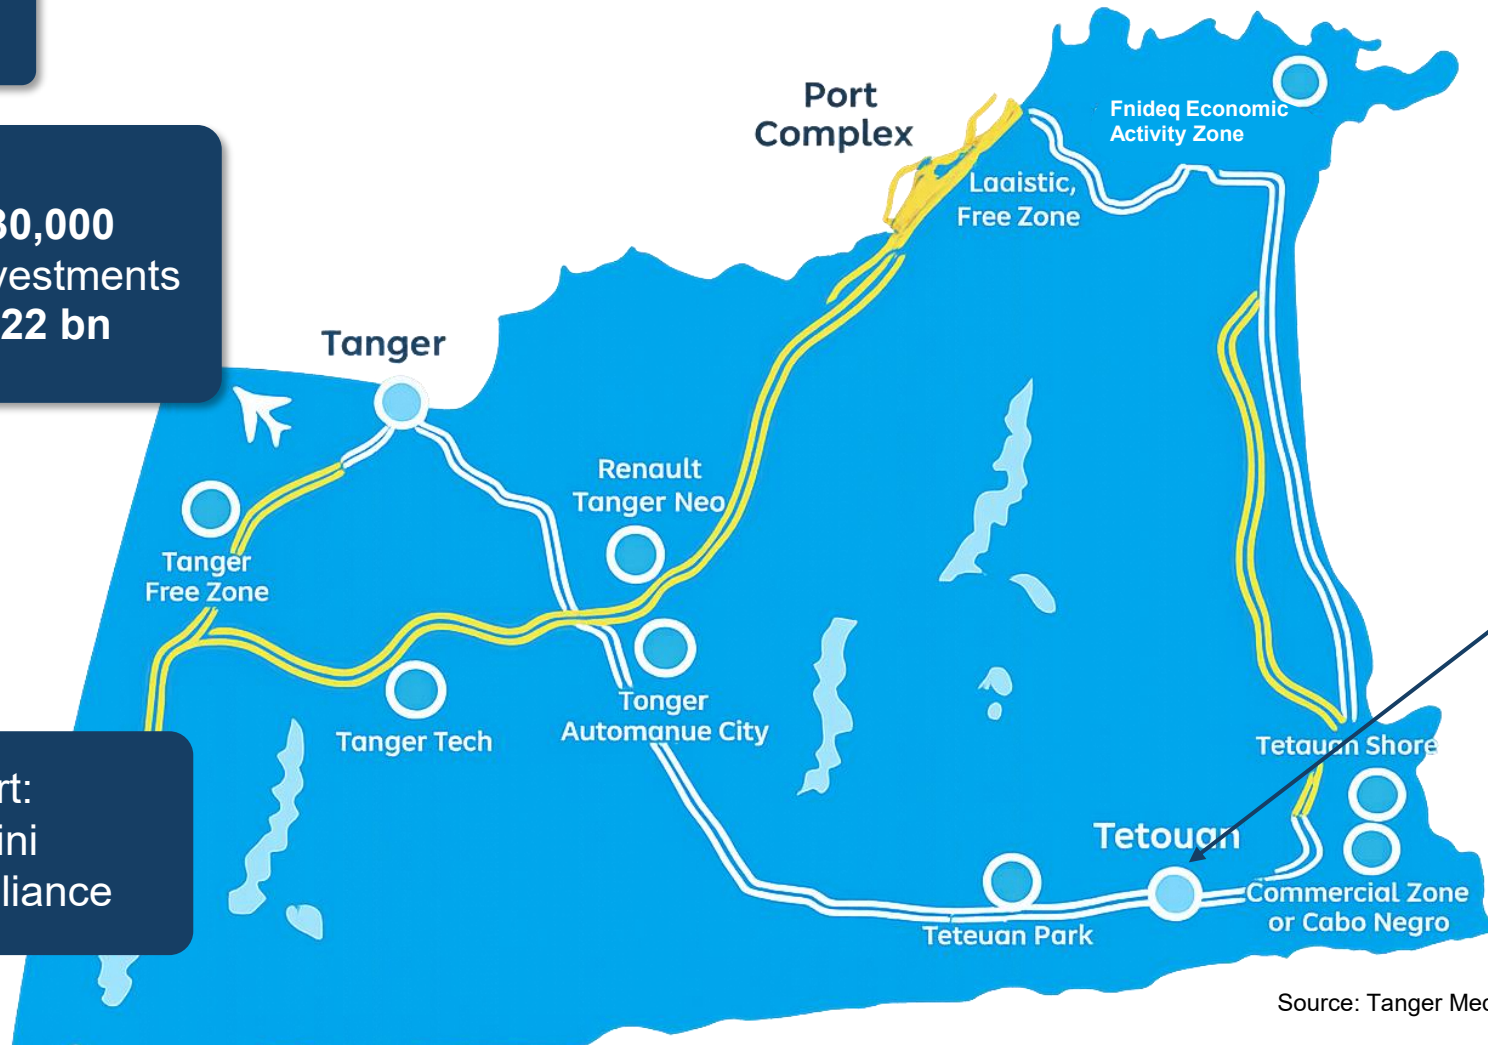 30,000
vestments
22 bn
Port
Complex
Fnideq Economic
Activity Zone
Laaistic,
Free Zone
Tanger
Renault
Tanger Neo
Tanger
Free Zone
Tanger Tech
Tonger
Automanue City
rt:
ini
liance
Tetauan Shore
Tetouan
Teteuan Park
Commercial Zone
or Cabo Negro
Source: Tanger Med